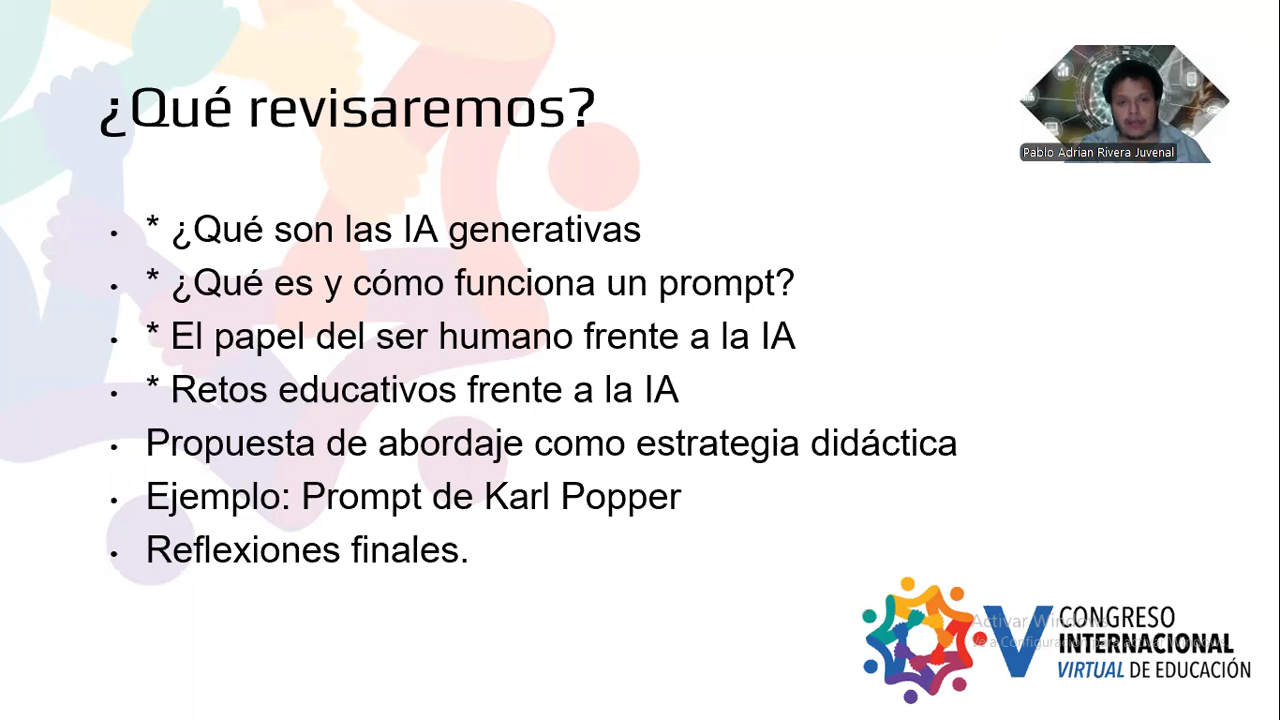 ¿Qué revisaremos?
Pablo Adrian Rivera Juvenal
• * ¿Qué son las IA generativas
• * ¿Qué es y cómo funciona un prompt?
• * El papel del ser humano frente a la IA
• * Retos educativos frente a la IA
• Propuesta de abordaje como estrategia didáctica
• Ejemplo: Prompt de Karl Popper
• Reflexiones finales.
V CONGRESO
INTERNACIONAL
VIRTUAL DE EDUCACIÓN
Activar Windows